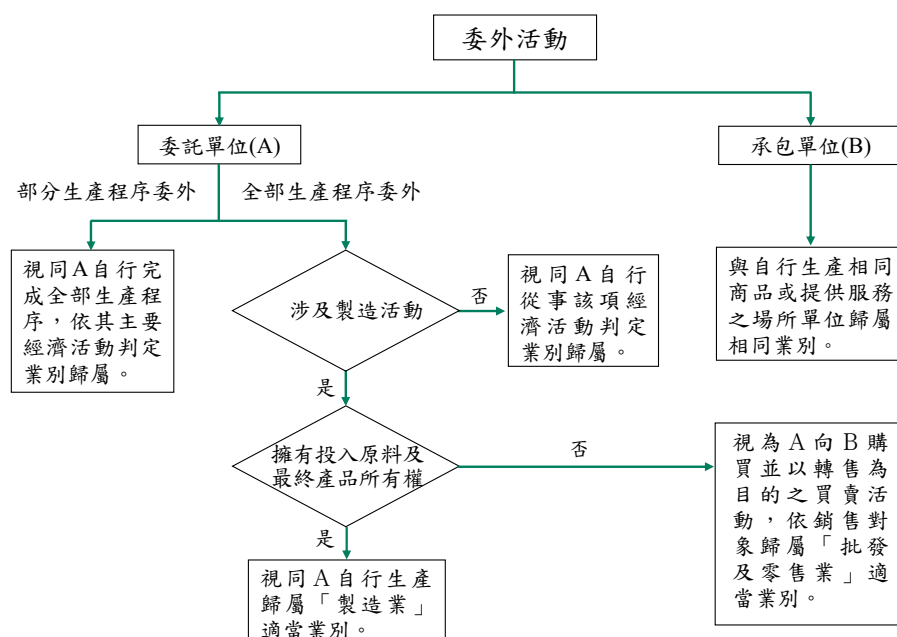 委外活動
委託單位(A)
承包單位(B)
部分生產程序委外
全部生產程序委外
視同A自行完
成全部生產程
序，依其主要
經濟活動判定
業別歸屬。
涉及製造活動
否
視同A自行
從事該項經
濟活動判定
業別歸屬。
與自行生產相同
商品或提供服務
之場所單位歸屬
相同業別。
是
擁有投入原料及
最終產品所有權
否
視為A向B購
買並以轉售為
目的之買賣活
動，依銷售對
象歸屬「批發
及零售業」適
當業別。
是
視同A自行生產
歸屬「製造業」
適當業別。